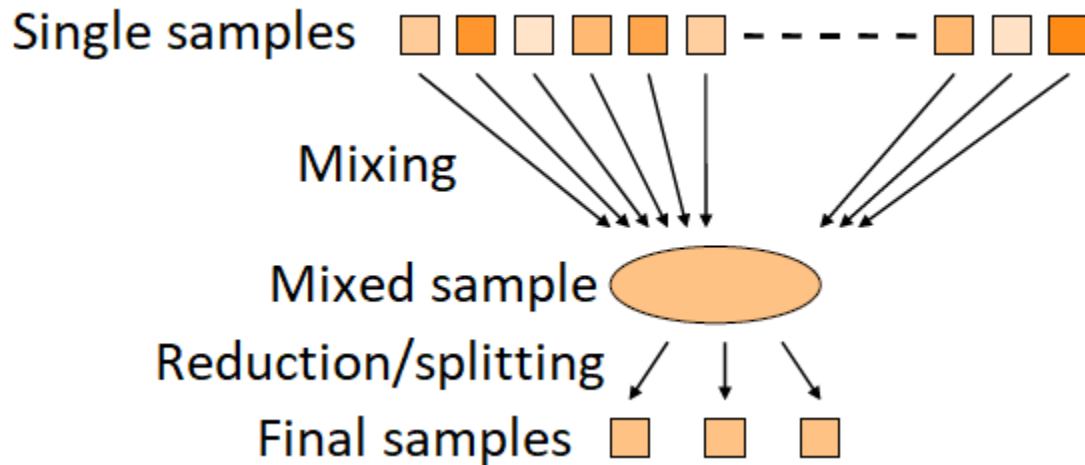 Single samples
Mixing
Mixed sample
Reduction/splitting
Final samples